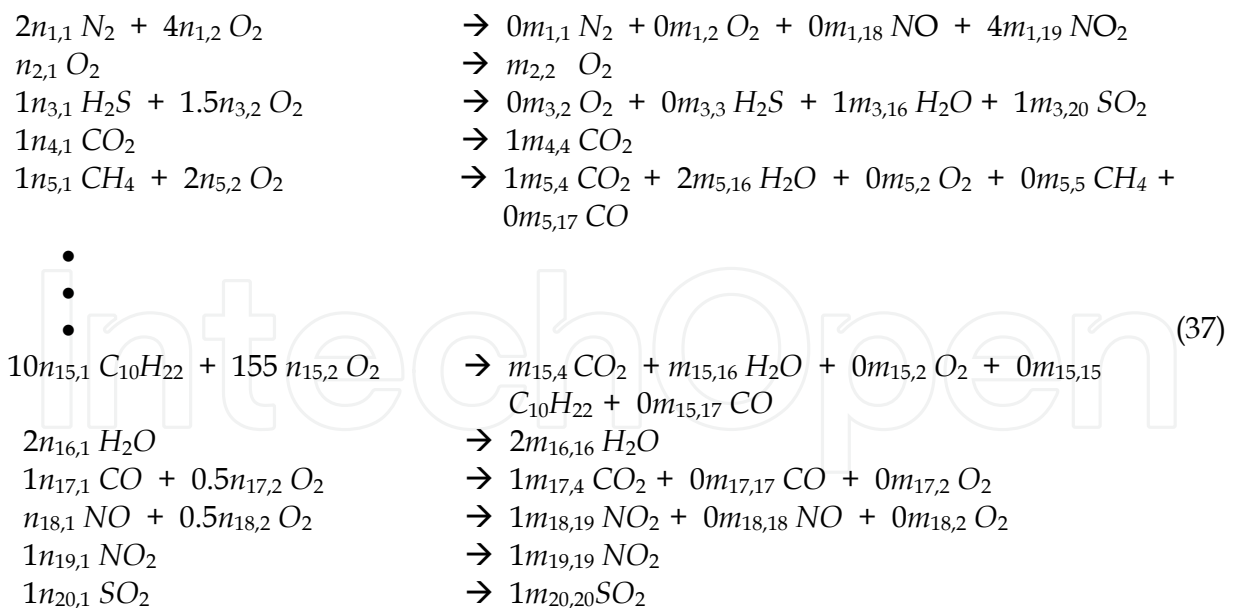 2n₁,₁ N₂ + 4n₁,₂ O₂ → 0m₁,₁ N₂ + 0m₁,₂ O₂ + 0m₁,₁₈ NO + 4m₁,₁₉ NO₂
n₂,₁ O₂ → m₂,₂ O₂
1n₃,₁ H₂S + 1.5n₃,₂ O₂ → 0m₃,₂ O₂ + 0m₃,₃ H₂S + 1m₃,₁₆ H₂O + 1m₃,₂₀ SO₂
1n₄,₁ CO₂ → 1m₄,₄ CO₂
1n₅,₁ CH₄ + 2n₅,₂ O₂ → 1m₅,₄ CO₂ + 2m₅,₁₆ H₂O + 0m₅,₂ O₂ + 0m₅,₅ CH₄ +
0m₅,₁₇ CO
•
•
•
(37)
IntechOpen
10n₁₅,₁ C₁₀H₂₂ + 155 n₁₅,₂ O₂ → m₁₅,₄ CO₂ + m₁₅,₁₆ H₂O + 0m₁₅,₂ O₂ + 0m₁₅,₁₅
C₁₀H₂₂ + 0m₁₅,₁₇ CO
2n₁₆,₁ H₂O → 2m₁₆,₁₆ H₂O
1n₁₇,₁ CO + 0.5n₁₇,₂ O₂ → 1m₁₇,₄ CO₂ + 0m₁₇,₁₇ CO + 0m₁₇,₂ O₂
n₁₈,₁ NO + 0.5n₁₈,₂ O₂ → 1m₁₈,₁₉ NO₂ + 0m₁₈,₁₈ NO + 0m₁₈,₂ O₂
1n₁₉,₁ NO₂ → 1m₁₉,₁₉ NO₂
1n₂₀,₁ SO₂ → 1m₂₀,₂₀SO₂